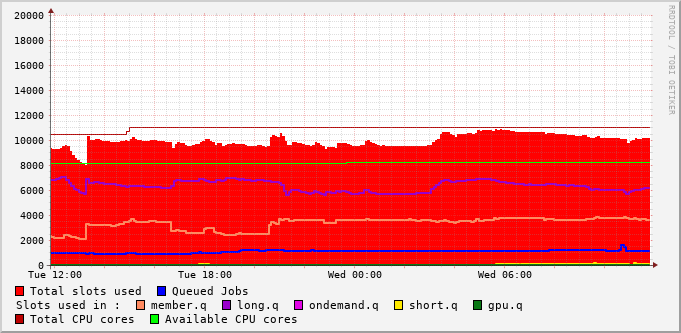 20000
18000
16000
14000
12000
10000
8000
6000
4000
2000
0
Tue 12:00 Tue 18:00 Wed 00:00 Wed 06:00
Total slots used Queued Jobs
Slots used in : member.q long.q ondemand.q short.q gpu.q
Total CPU cores Available CPU cores
RRDTOOL / TOBI OETIKER